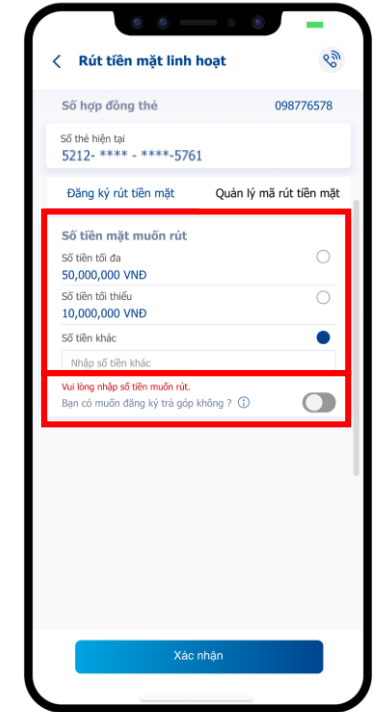 Rút tiền mặt linh hoạt
Số hợp đồng thẻ 098776578
Số thẻ hiện tại
5212- **** - ****-5761
Đăng ký rút tiền mặt Quản lý mã rút tiền mặt
Số tiền mặt muốn rút
Số tiền tối đa
50,000,000 VNĐ
Số tiền tối thiểu
10,000,000 VNĐ
Số tiền khác
Nhập số tiền khác
Vui lòng nhập số tiền muốn rút.
Bạn có muốn đăng ký trả góp không ?
Xác nhận